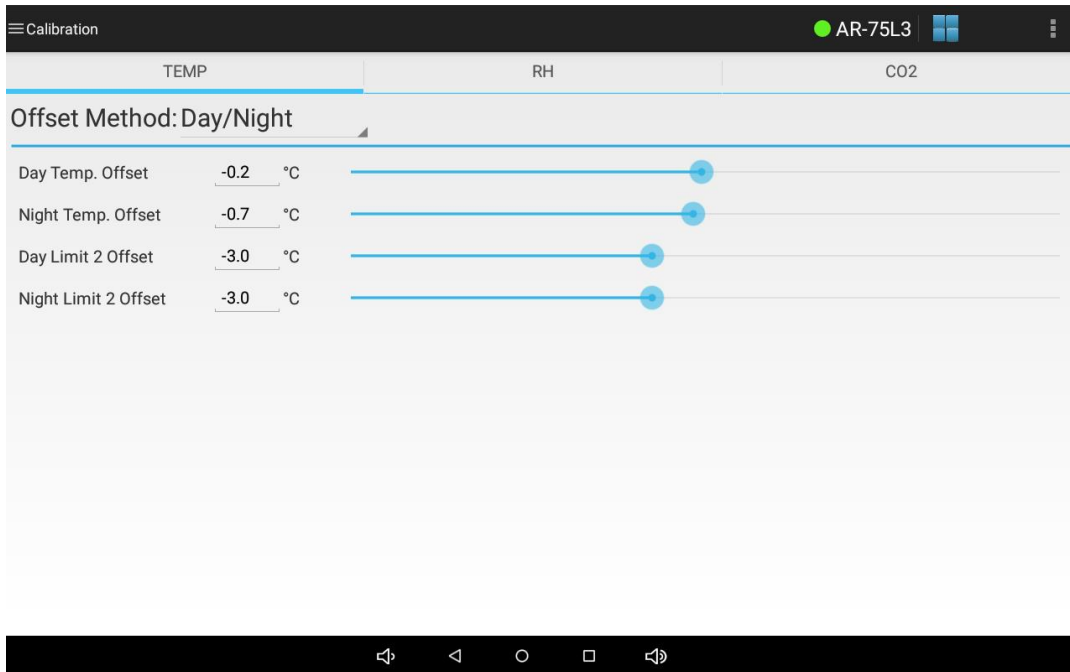 Calibration AR-75L3
TEMP RH CO2
Offset Method: Day/Night
Day Temp. Offset -0.2 °C
Night Temp. Offset -0.7 °C
Day Limit 2 Offset -3.0 °C
Night Limit 2 Offset -3.0 °C